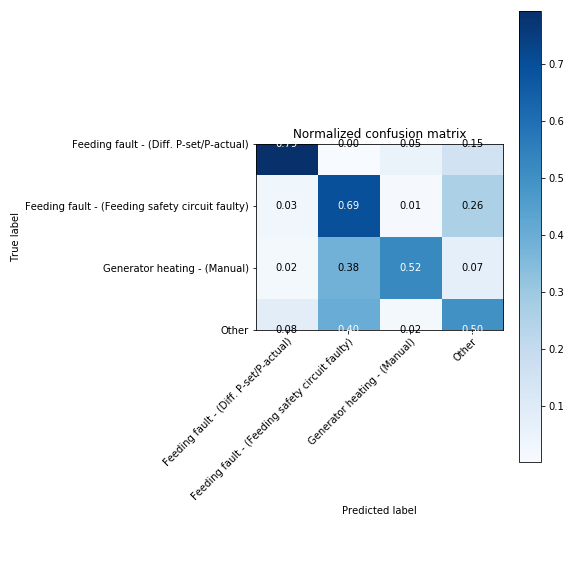 Normalized confusion matrix
True label
Feeding fault - (Diff. P-set/P-actual)
0.79 0.00 0.05 0.15
Feeding fault - (Feeding safety circuit faulty)
0.03 0.69 0.01 0.26
Generator heating - (Manual)
0.02 0.38 0.52 0.07
Other
0.08 0.40 0.02 0.50
Feeding fault - (Diff. P-set/P-actual)
Feeding fault - (Feeding safety circuit faulty)
Generator heating - (Manual)
Other
Predicted label
0.7
0.6
0.5
0.4
0.3
0.2
0.1